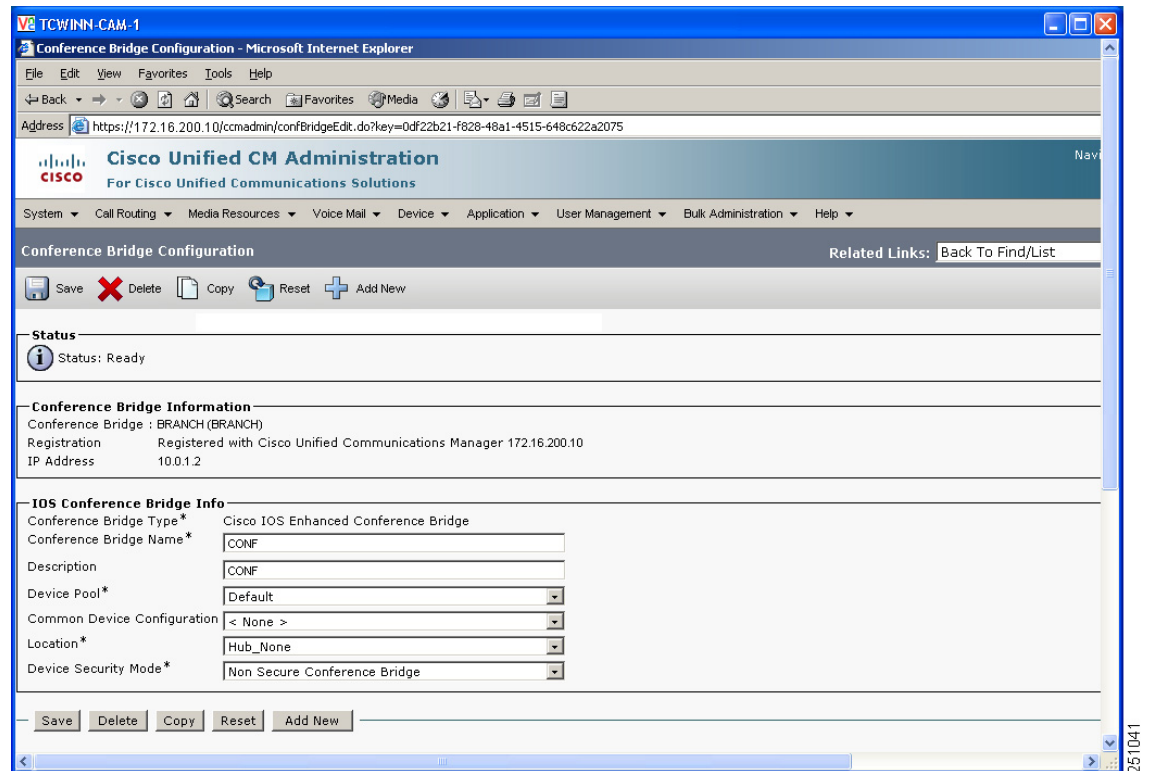 TCWINN-CAM-1
Conference Bridge Configuration - Microsoft Internet Explorer
File Edit View Favorites Tools Help
Back Search Favorites Media
Address https://172.16.200.10/ccmadmin/confBridgeEdit.do?key=0df22b21-f828-48a1-4515-648c622a2075
CISCO
Cisco Unified CM Administration
Navi
For Cisco Unified Communications Solutions
System Call Routing Media Resources Voice Mail Device Application User Management Bulk Administration Help
Conference Bridge Configuration Related Links: Back To Find/List
Save Delete Copy Reset Add New
Status
i Status: Ready
Conference Bridge Information
Conference Bridge : BRANCH (BRANCH)
Registration Registered with Cisco Unified Communications Manager 172.16.200.10
IP Address 10.0.1.2
IOS Conference Bridge Info
Conference Bridge Type* Cisco IOS Enhanced Conference Bridge
Conference Bridge Name* CONF
Description CONF
Device Pool* Default
Common Device Configuration < None >
Location* Hub_None
Device Security Mode* Non Secure Conference Bridge
Save Delete Copy Reset Add New
251041